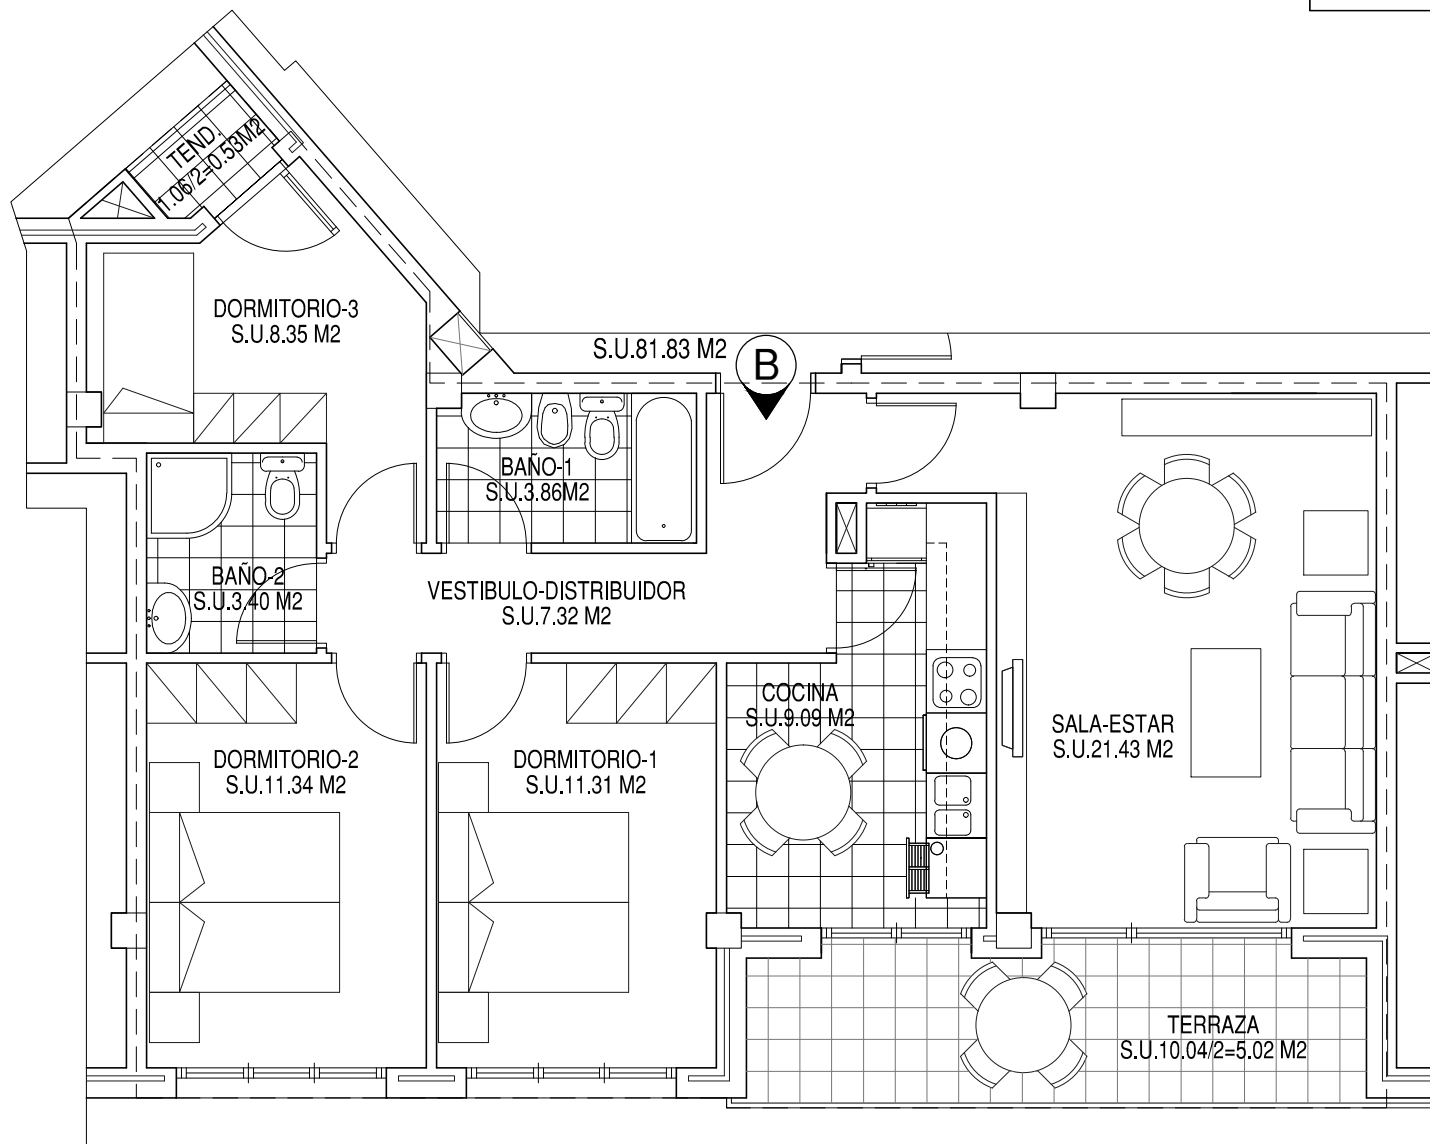 TEND.
1.06/2=0.53M2
DORMITORIO-3
S.U.8.35 M2
S.U.81.83 M2
B
BAÑO-1
S.U.3.86M2
BAÑO-2
S.U.3.40 M2
VESTIBULO-DISTRIBUIDOR
S.U.7.32 M2
COCINA
S.U.9.09 M2
SALA-ESTAR
S.U.21.43 M2
DORMITORIO-2
S.U.11.34 M2
DORMITORIO-1
S.U.11.31 M2
TERRAZA
S.U.10.04/2=5.02 M2